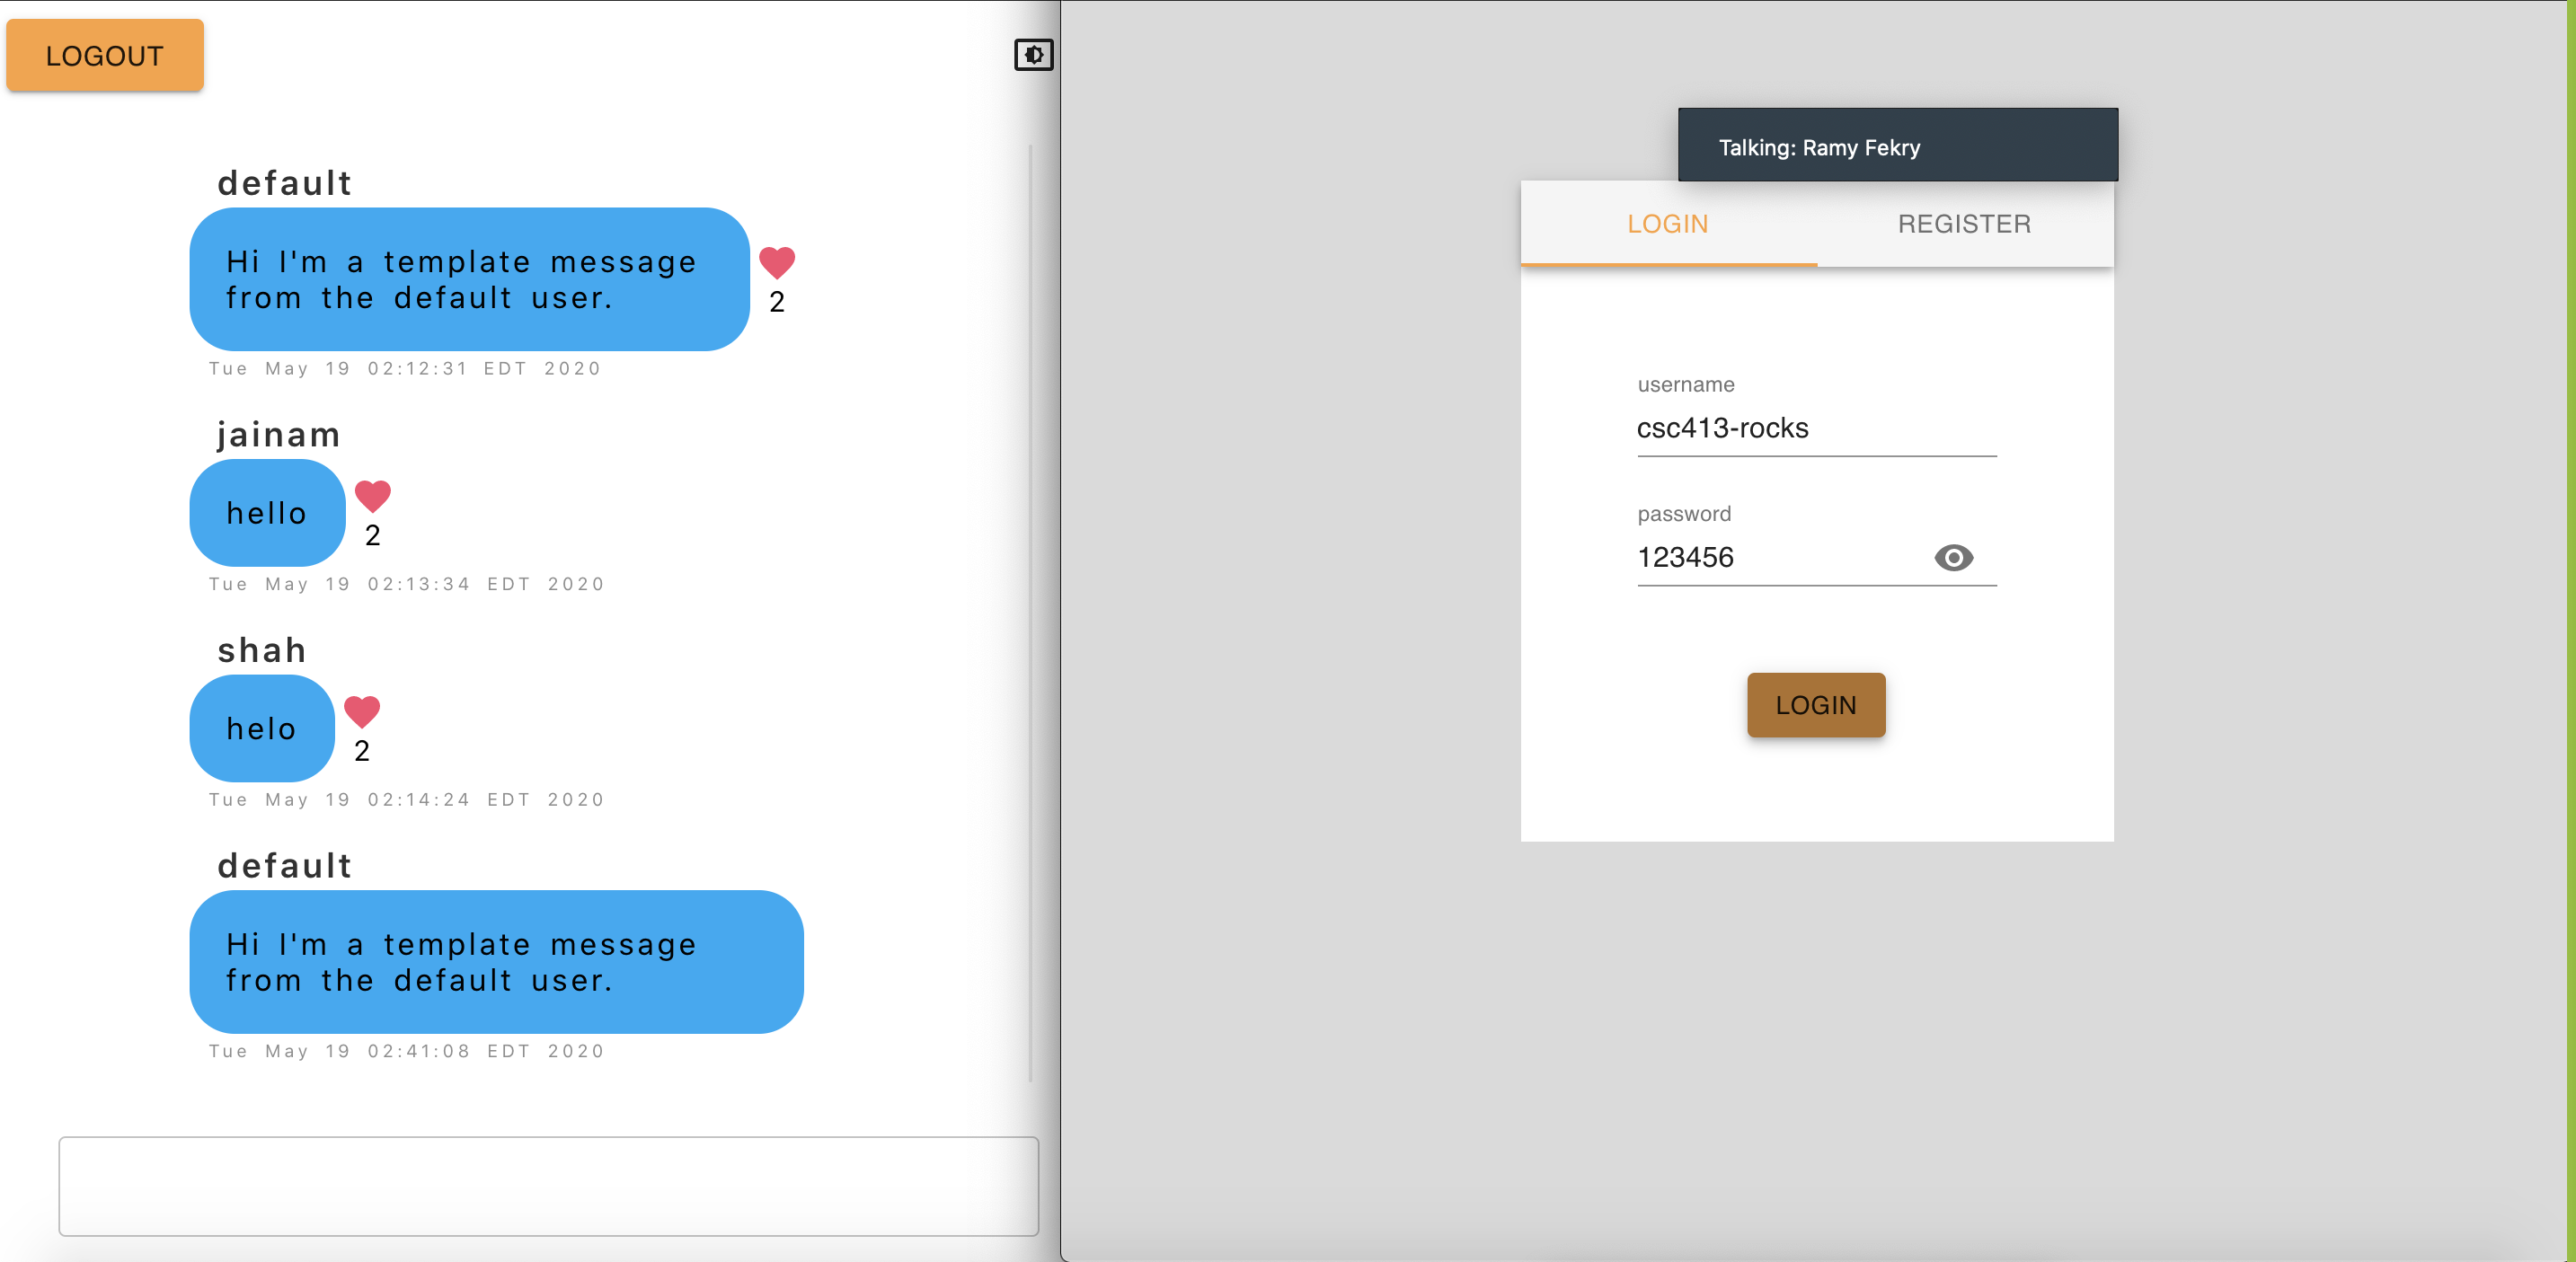 LOGOUT
default
Hi I'm a template message
from the default user.
2
Tue May 19 02:12:31 EDT 2020
jainam
hello
2
Tue May 19 02:13:34 EDT 2020
shah
helo
2
Tue May 19 02:14:24 EDT 2020
default
Hi I'm a template message
from the default user.
Tue May 19 02:41:08 EDT 2020
Talking: Ramy Fekry
LOGIN REGISTER
username
csc413-rocks
password
123456
LOGIN